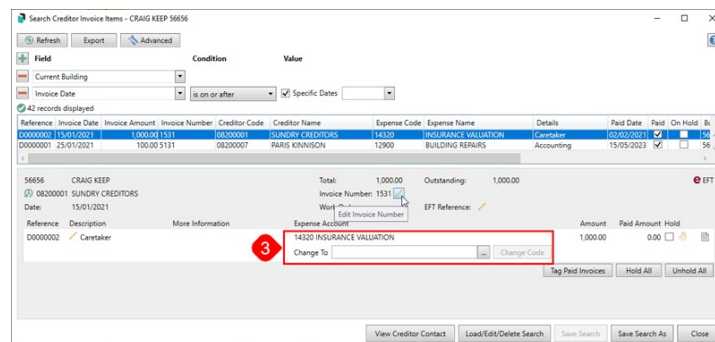 Search Creditor Invoice Items - CRAIG KEEP 56656
Refresh Export Advanced
Field Condition Value
Current Building
Invoice Date is on or after Specific Dates
42 records displayed
Reference Invoice Date Invoice Amount Invoice Number Creditor Code Creditor Name Expense Code Expense Name Details Paid Date Paid On Hold
D0000002 15/01/2021 1,000.00 1531 08200001 SUNDRY CREDITORS 14320 INSURANCE VALUATION Caretaker 02/02/2021 56
D0000001 25/01/2021 100.00 5131 08200007 PARIS KINNISON 12900 BUILDING REPAIRS Accounting 15/05/2023 56
56656 CRAIG KEEP Total: 1,000.00 Outstanding: 1,000.00 EFT
08200001 SUNDRY CREDITORS Invoice Number: 1531
Date: 15/01/2021 EFT Reference:
Edit Invoice Number
Reference Description More Information Expense Account Amount Paid Amount Hold
D0000002 Caretaker 14320 INSURANCE VALUATION 1,000.00 0.00
3
Change To ... Change Code
Tag Paid Invoices Hold All Unhold All
View Creditor Contact Load/Edit/Delete Search Save Search Save Search As Close